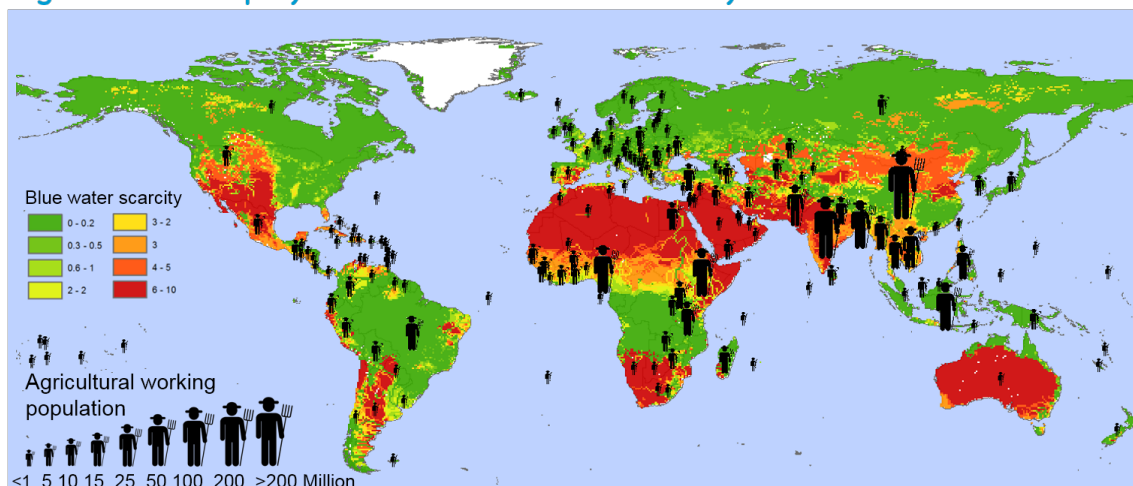 Blue water scarcity
0 - 0.2
0.3 - 0.5
0.6 - 1
2 - 2
3 - 2
3
4 - 5
6 - 10
Agricultural working
population
<1 5 10 15 25 50 100 200 >200 Million